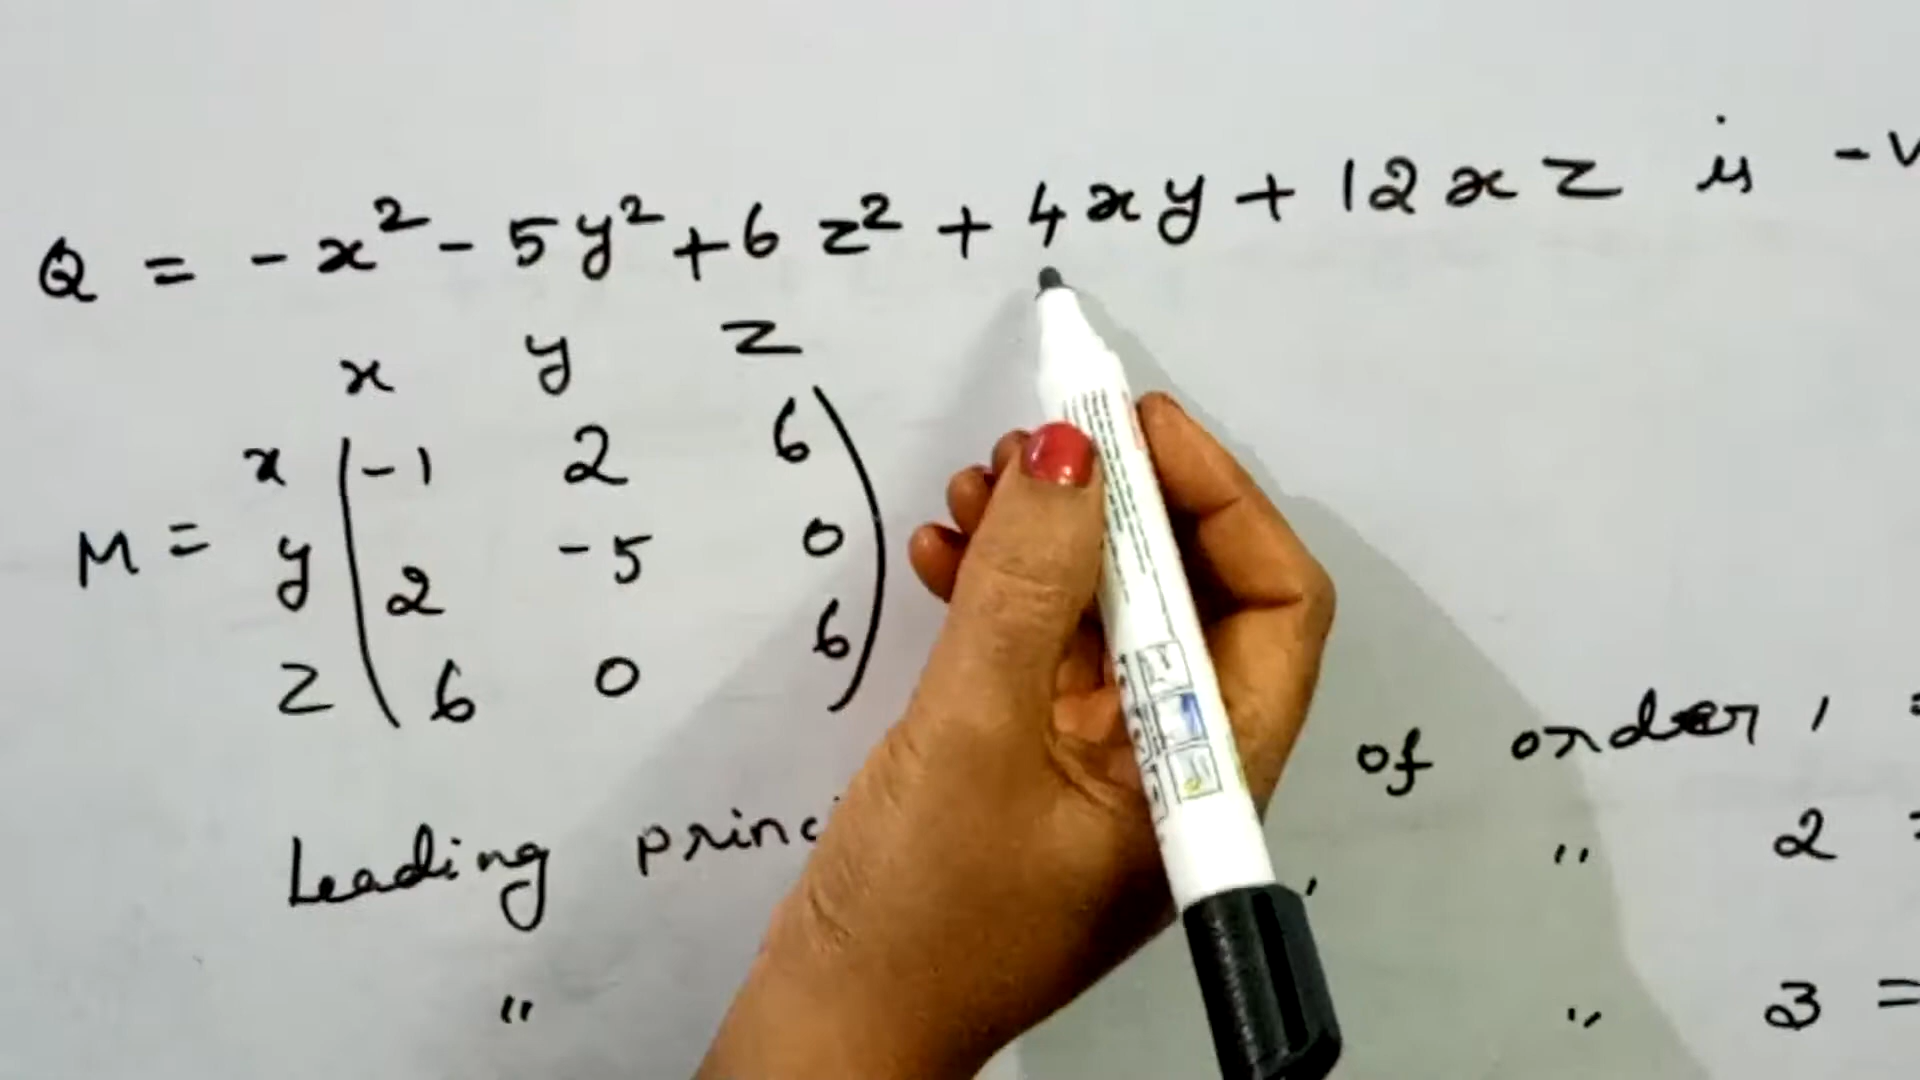 Q = -x² - 5y² + 6z² + 4xy + 12xz is -v
x y z
x -1 2 6
M = y 2 -5 0
z 6 0 6
Leading of order 1 =
" 2 =
" " 3 =